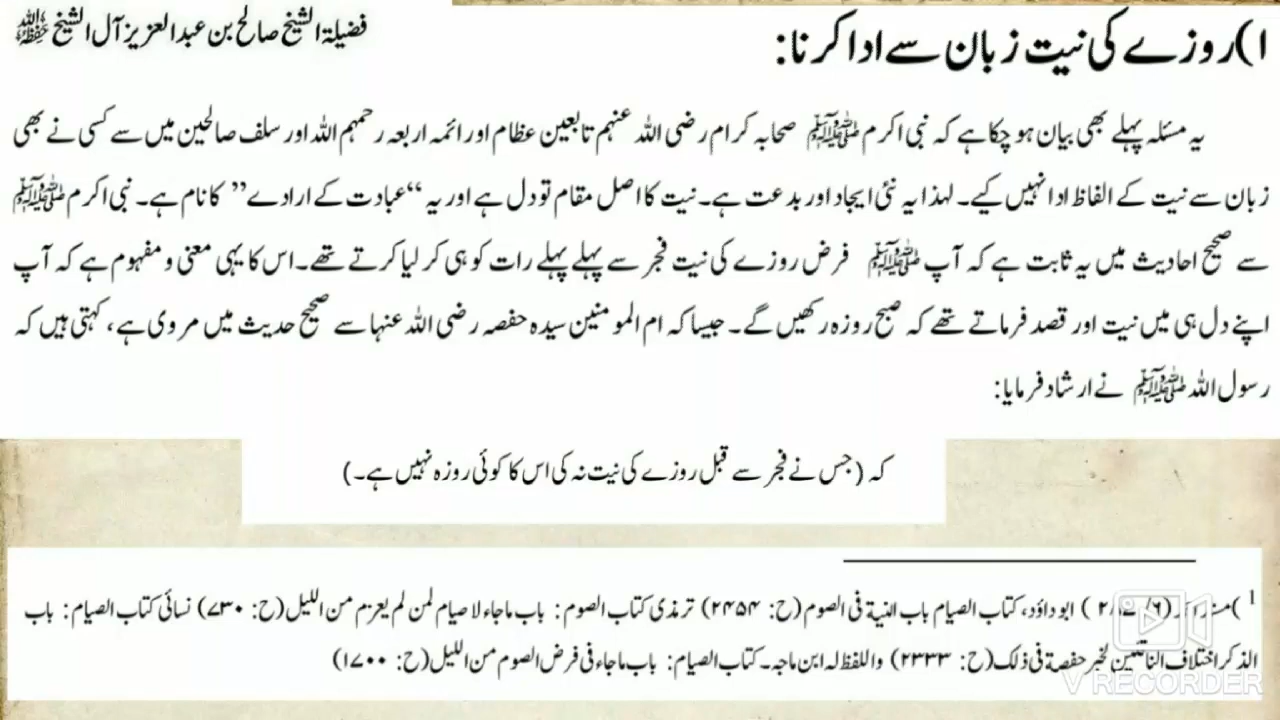 فضیلۃ الشیخ صالح بن عبد العزیز آل الشیخ حفظہ اللہ
۱) روزے کی نیت زبان سے ادا کرنا:
یہ مسئلہ پہلے بھی بیان ہو چکا ہے کہ نبی اکرم ﷺ صحابہ کرام رضی اللہ عنہم تابعین عظام اور ائمہ اربعہ رحمہم اللہ اور سلف صالحین میں سے کسی نے بھی
زبان سے نیت کے الفاظ ادا نہیں کیے۔ لہذا یہ نئی ایجاد اور بدعت ہے۔ نیت کا اصل مقام تو دل ہے اور یہ “عبادت کے ارادے” کا نام ہے۔ نبی اکرم ﷺ
سے صحیح احادیث میں یہ ثابت ہے کہ آپ ﷺ فرض روزے کی نیت فجر سے پہلے پہلے رات کو ہی کر لیا کرتے تھے۔ اس کا یہی معنی و مفہوم ہے کہ آپ
اپنے دل ہی میں نیت اور قصد فرماتے تھے کہ صبح روزہ رکھیں گے۔ جیسا کہ ام المومنین سیدہ حفصہ رضی اللہ عنہا سے صحیح حدیث میں مروی ہے، کہتی ہیں کہ
رسول اللہ ﷺ نے ارشاد فرمایا:
کہ (جس نے فجر سے قبل روزے کی نیت نہ کی اس کا کوئی روزہ نہیں ہے۔)
1) ابو داؤد، کتاب الصیام باب النیۃ فی الصوم (ح: ۲۴۵۴) ترمذی کتاب الصوم: باب ماجاء لا صیام لمن لم یعزم من اللیل (ح: ۷۳۰) نسائی کتاب الصیام: باب
الذکر اختلاف الناقلین لخبر حفصۃ فی ذلک (ح: ۲۳۳۳) واللفظ لہ ابن ماجہ۔ کتاب الصیام: باب ماجاء فی فرض الصوم من اللیل (ح: ۱۷۰۰)
V RECORDER